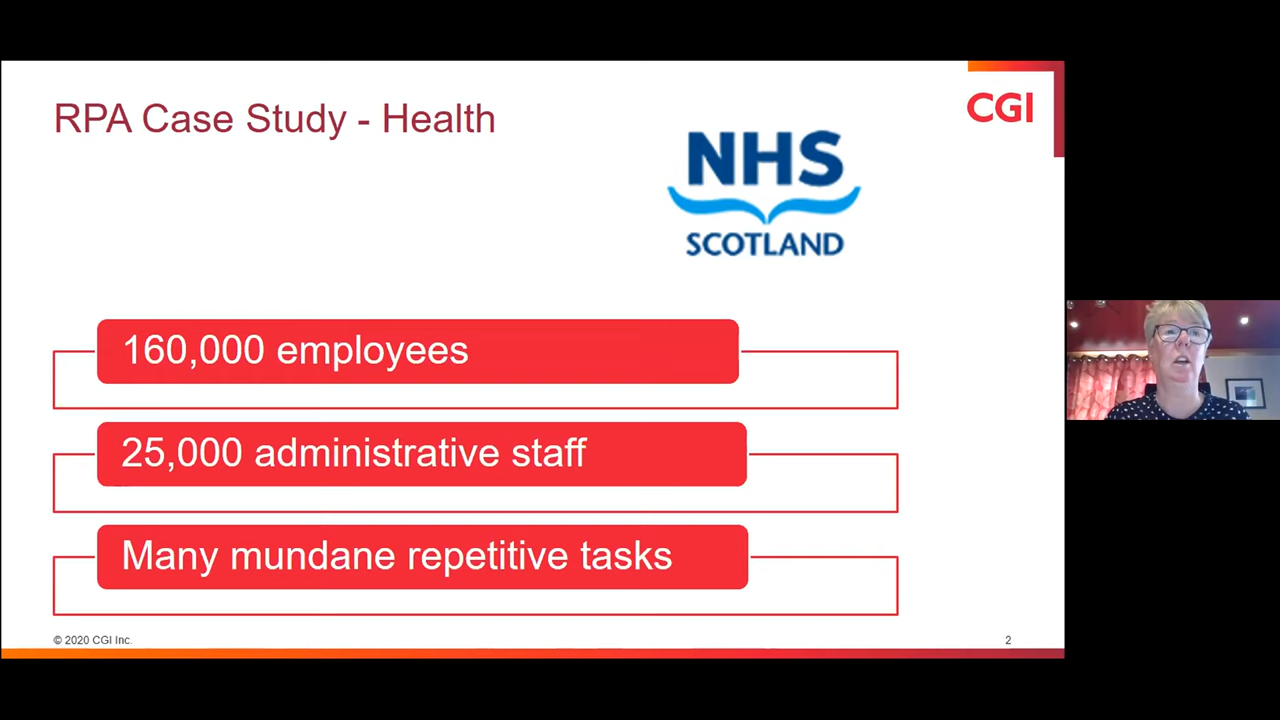 RPA Case Study - Health
CGI
NHS
SCOTLAND
160,000 employees
25,000 administrative staff
Many mundane repetitive tasks
© 2020 CGI Inc.
2